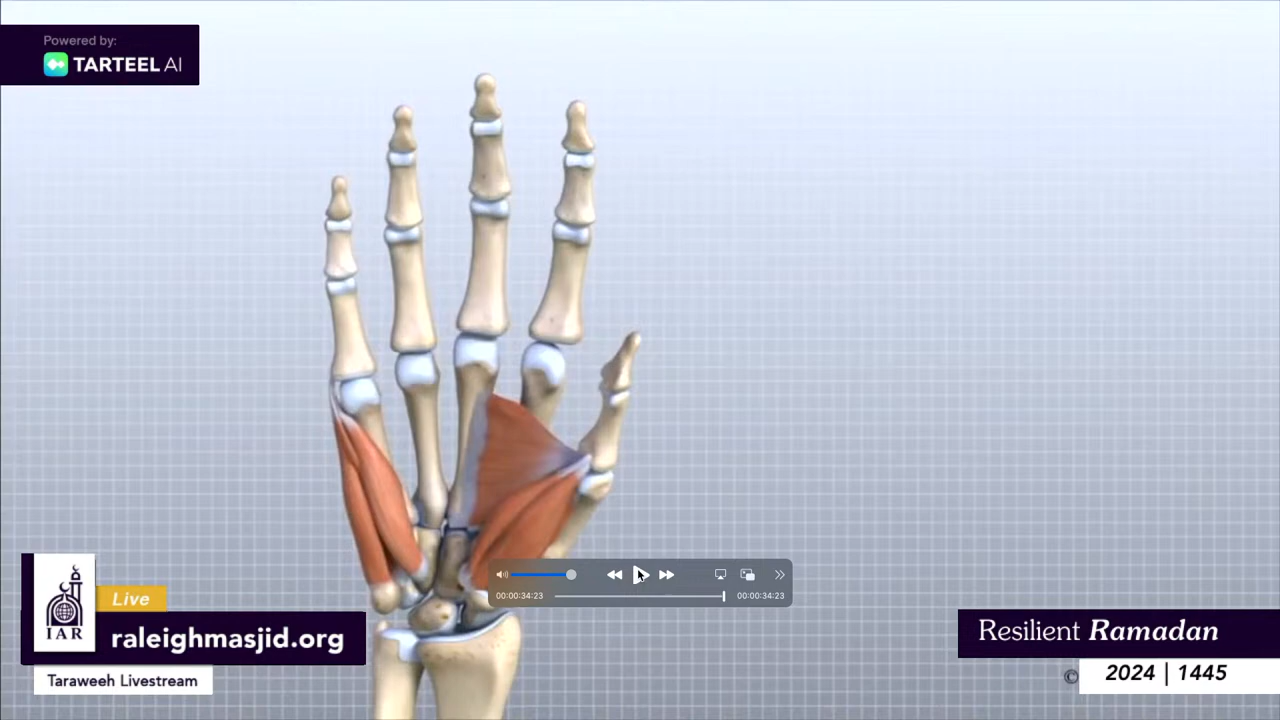 Powered by:
TARTEEL AI
00:00:34:23
00:00:34:23
IAR
Live
raleighmasjid.org
Taraweeh Livestream
Resilient Ramadan
©
2024 | 1445